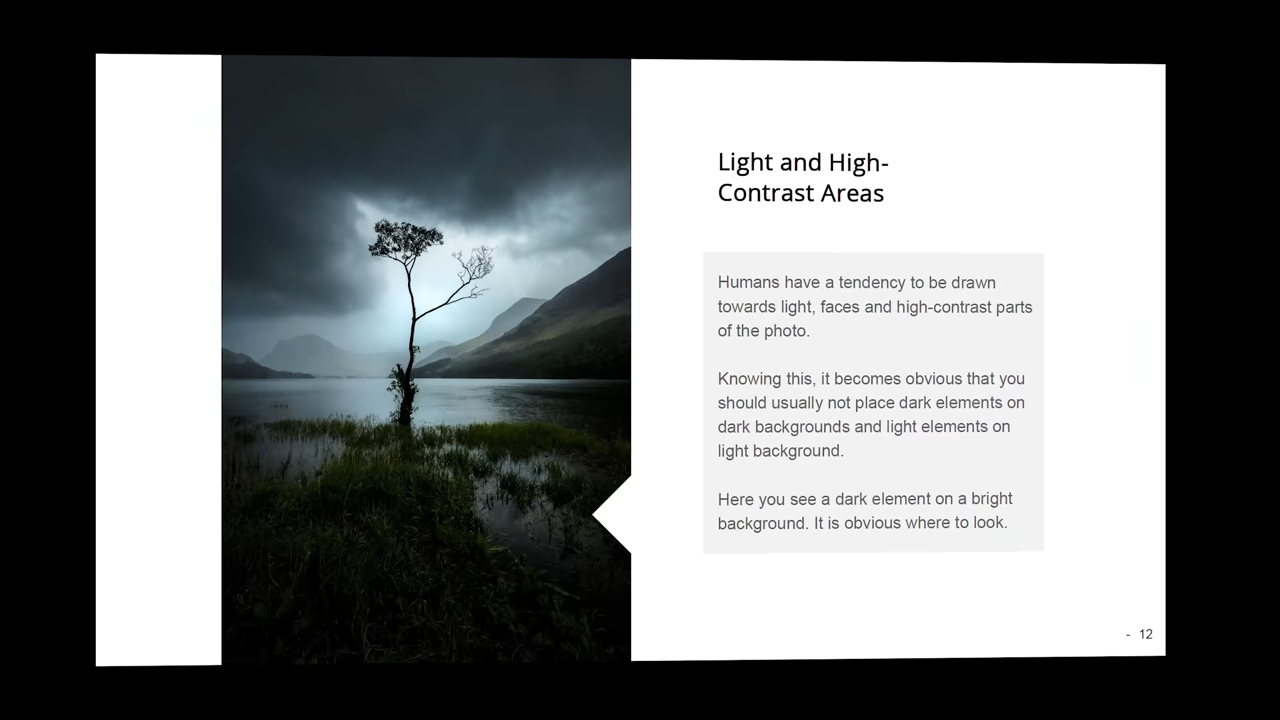 Light and High-
Contrast Areas
Humans have a tendency to be drawn
towards light, faces and high-contrast parts
of the photo.
Knowing this, it becomes obvious that you
should usually not place dark elements on
dark backgrounds and light elements on
light background.
Here you see a dark element on a bright
background. It is obvious where to look.
- 12